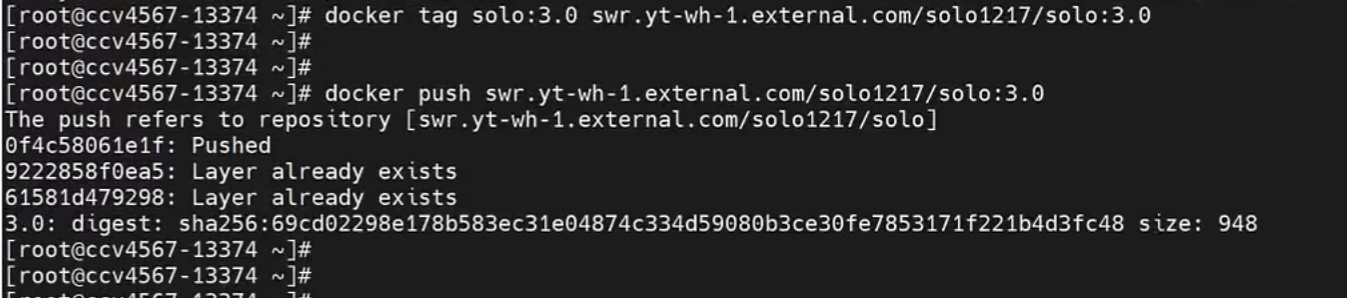 [root@ccv4567-13374 ~]# docker tag solo:3.0 swr.yt-wh-1.external.com/solo1217/solo:3.0
[root@ccv4567-13374 ~]#
[root@ccv4567-13374 ~]#
[root@ccv4567-13374 ~]# docker push swr.yt-wh-1.external.com/solo1217/solo:3.0
The push refers to repository [swr.yt-wh-1.external.com/solo1217/solo]
0f4c58061e1f: Pushed
9222858f0ea5: Layer already exists
61581d479298: Layer already exists
3.0: digest: sha256:69cd02298e178b583ec31e04874c334d59080b3ce30fe7853171f221b4d3fc48 size: 948
[root@ccv4567-13374 ~]#
[root@ccv4567-13374 ~]#
[root@ccv4567-13374 ~]#